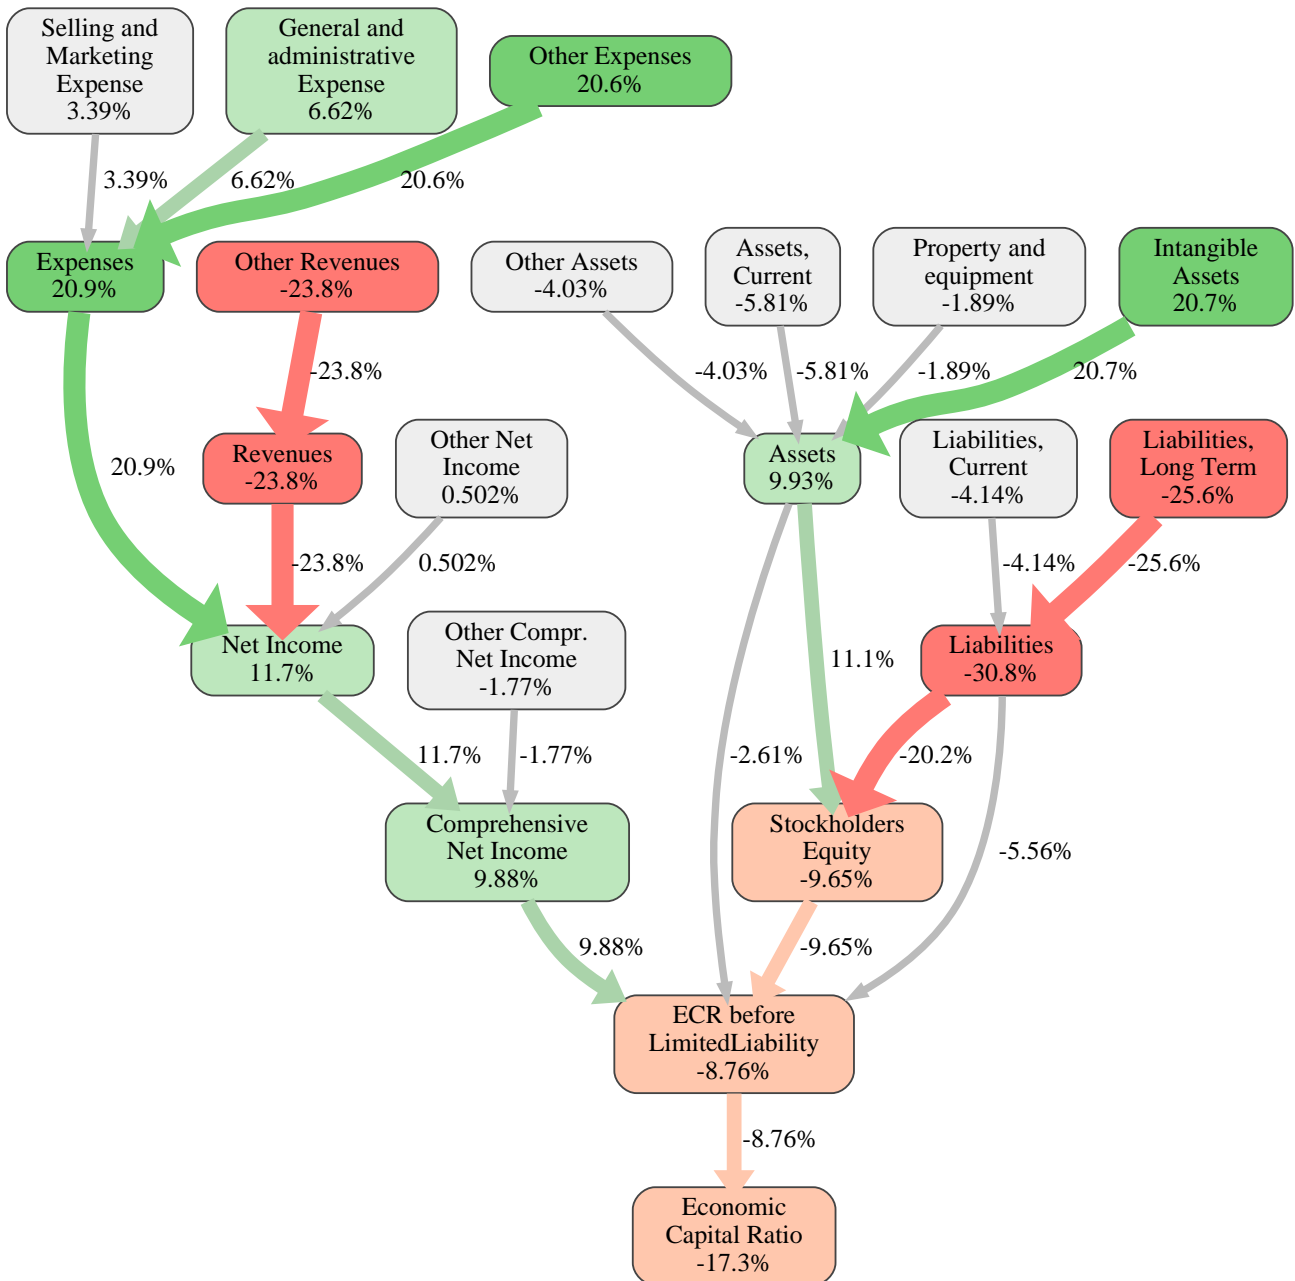 Selling and
Marketing
Expense
3.39%
General and
administrative
Expense
6.62%
Other Expenses
20.6%
3.39%
6.62%
20.6%
Expenses
20.9%
Other Revenues
-23.8%
Other Assets
-4.03%
Assets,
Current
-5.81%
Property and
equipment
-1.89%
Intangible
Assets
20.7%
-23.8%
-4.03%
-5.81%
-1.89%
20.7%
20.9%
Revenues
-23.8%
Other Net
Income
0.502%
Assets
9.93%
Liabilities,
Current
-4.14%
Liabilities,
Long Term
-25.6%
-23.8%
0.502%
-4.14%
-25.6%
Net Income
11.7%
Other Compr.
Net Income
-1.77%
11.1%
Liabilities
-30.8%
11.7%
-1.77%
-2.61%
-20.2%
Comprehensive
Net Income
9.88%
Stockholders
Equity
-9.65%
-5.56%
9.88%
-9.65%
ECR before
LimitedLiability
-8.76%
-8.76%
Economic
Capital Ratio
-17.3%